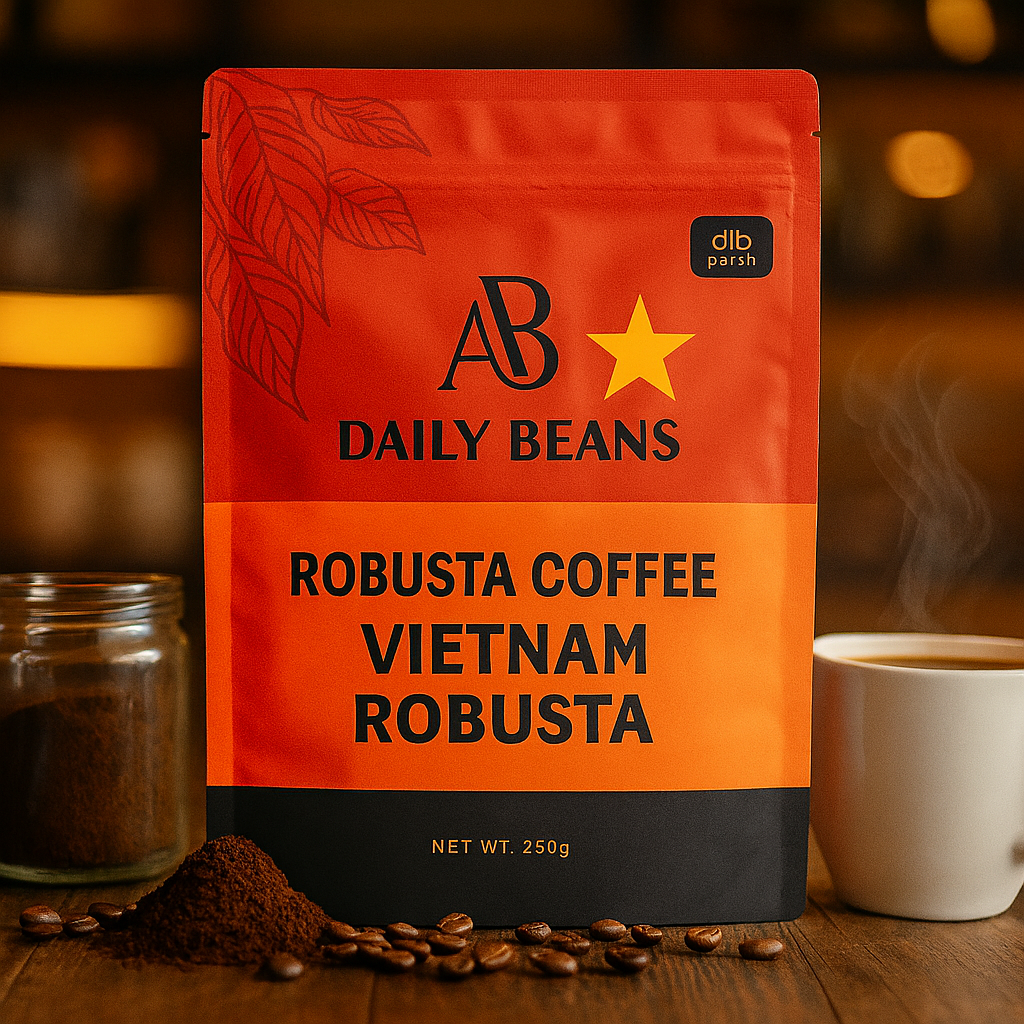 dlb
parsh
AB
DAILY BEANS
ROBUSTA COFFEE
VIETNAM
ROBUSTA
NET WT. 250g